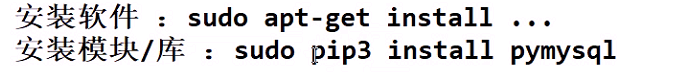 安装软件 ：sudo apt-get install ...
安装模块/库 ：sudo pip3 install pymysql